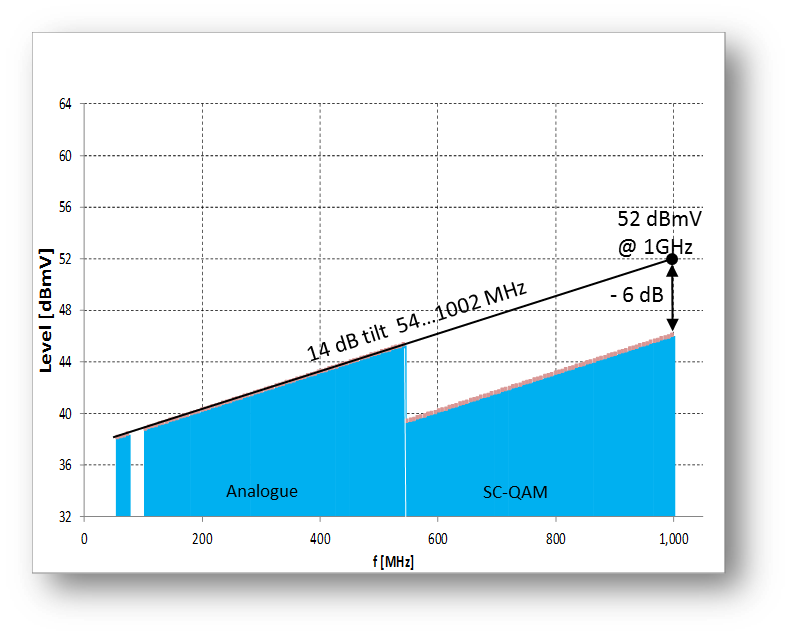 64
60
56
52 dBmV
@ 1GHz
52
- 6 dB
48
14 dB tilt 54...1002 MHz
44
40
36
Analogue
SC-QAM
32
0
200
400
600
800
1,000
Level [dBmV]
f [MHz]